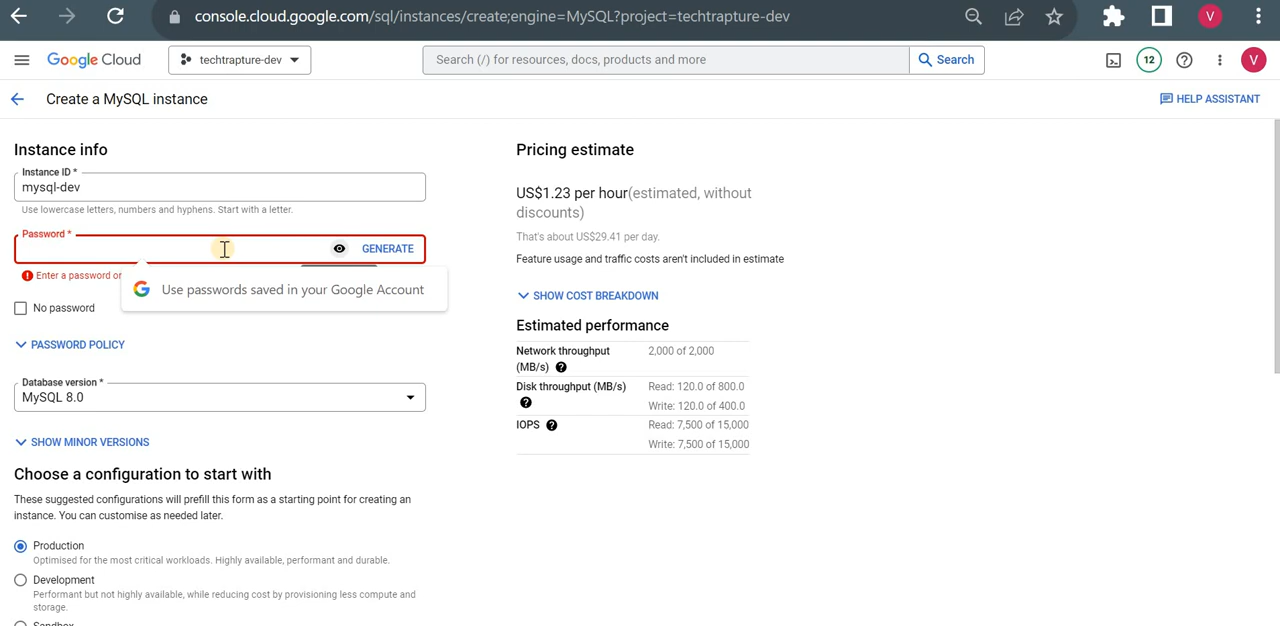 console.cloud.google.com/sql/instances/create;engine=MySQL?project=techtrapture-dev
V
Google Cloud
techtrapture-dev
Search (/) for resources, docs, products and more
Search
12
V
Create a MySQL instance
HELP ASSISTANT
Instance info
Instance ID *
mysql-dev
Use lowercase letters, numbers and hyphens. Start with a letter.
Password *
GENERATE
Enter a password or
Use passwords saved in your Google Account
No password
PASSWORD POLICY
Database version *
MySQL 8.0
SHOW MINOR VERSIONS
Choose a configuration to start with
These suggested configurations will prefill this form as a starting point for creating an
instance. You can customise as needed later.
Production
Optimised for the most critical workloads. Highly available, performant and durable.
Development
Performant but not highly available, while reducing cost by provisioning less compute and
storage.
Sandbox
Pricing estimate
US$1.23 per hour(estimated, without
discounts)
That's about US$29.41 per day.
Feature usage and traffic costs aren't included in estimate
SHOW COST BREAKDOWN
Estimated performance
Network throughput 2,000 of 2,000
(MB/s)
Disk throughput (MB/s) Read: 120.0 of 800.0
Write: 120.0 of 400.0
IOPS Read: 7,500 of 15,000
Write: 7,500 of 15,000